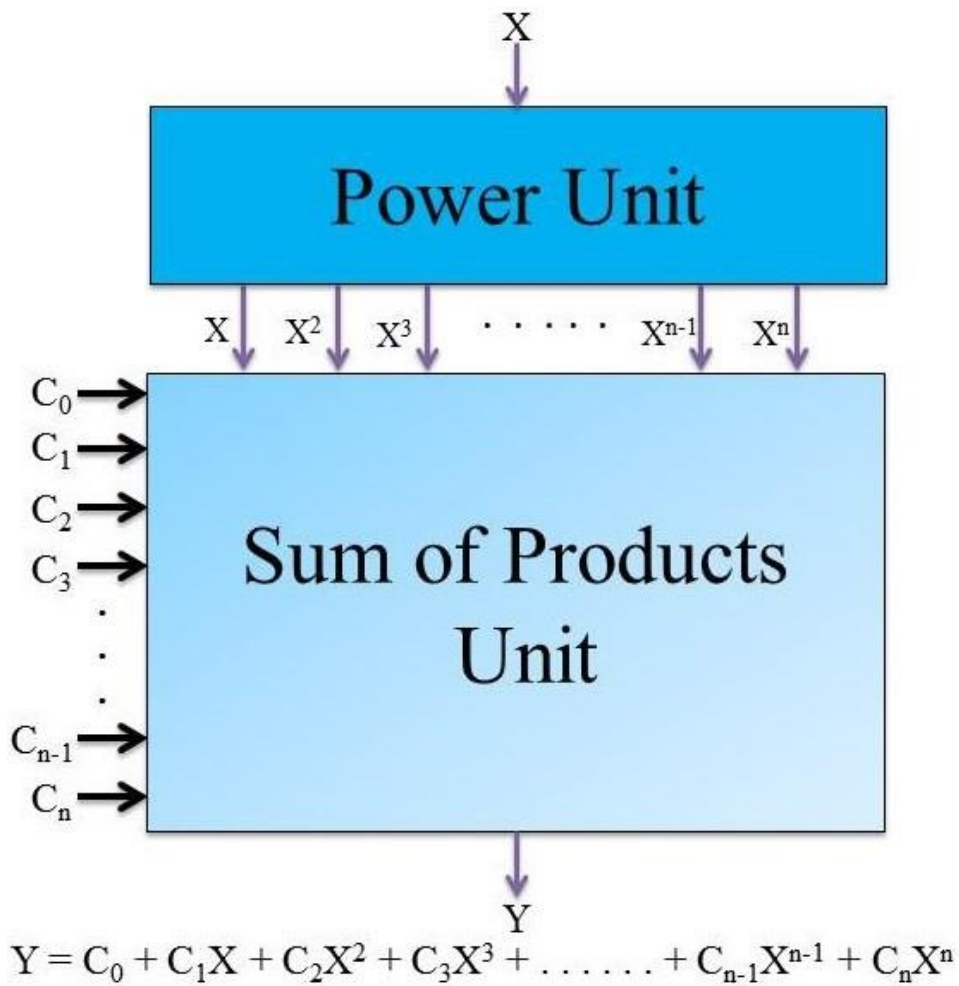 X
Power Unit
X X² X³ . . . . . Xⁿ⁻¹ Xⁿ
C₀
C₁
C₂
C₃
.
.
.
Cₙ₋₁
Cₙ
Sum of Products
Unit
Y
Y = C₀ + C₁X + C₂X² + C₃X³ + . . . . . . + Cₙ₋₁Xⁿ⁻¹ + CₙXⁿ